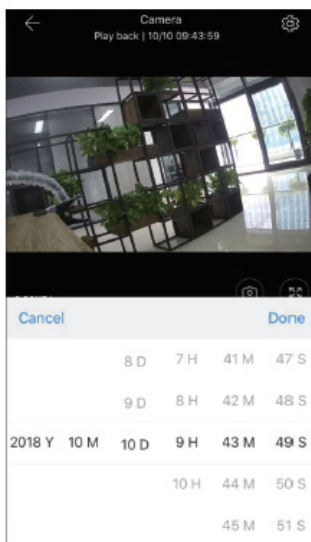 Camera
Play back | 10/10 09:43:59
Cancel Done
8 D 7 H 41 M 47 S
9 D 8 H 42 M 48 S
2018 Y 10 M 10 D 9 H 43 M 49 S
10 H 44 M 50 S
45 M 51 S